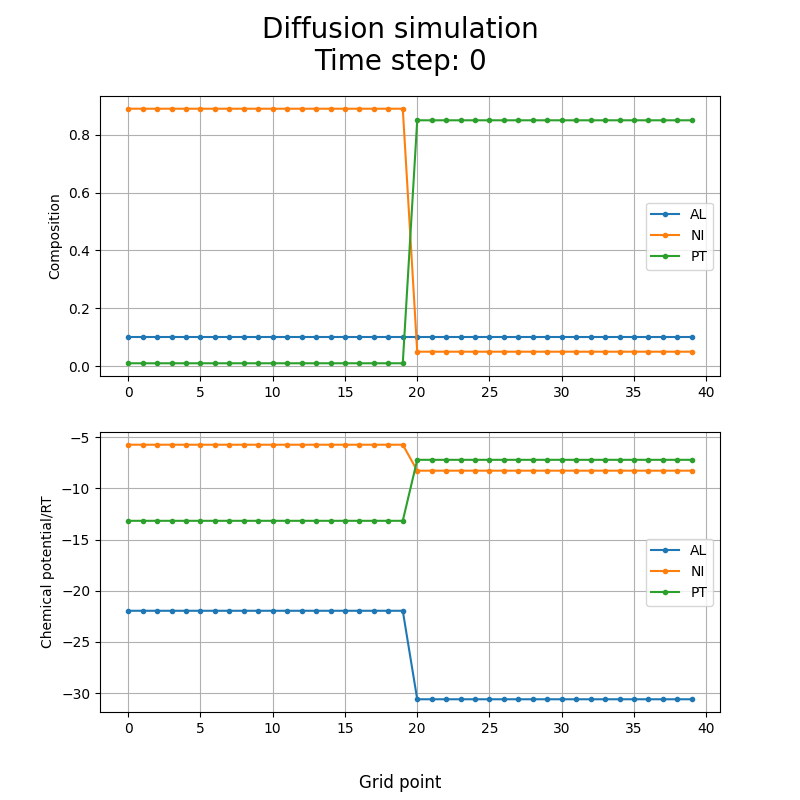 Diffusion simulation
Time step: 0
Composition
0.8
0.6
0.4
0.2
0.0
AL
NI
PT
0 5 10 15 20 25 30 35 40
Chemical potential/RT
−5
−10
−15
−20
−25
−30
AL
NI
PT
0 5 10 15 20 25 30 35 40
Grid point